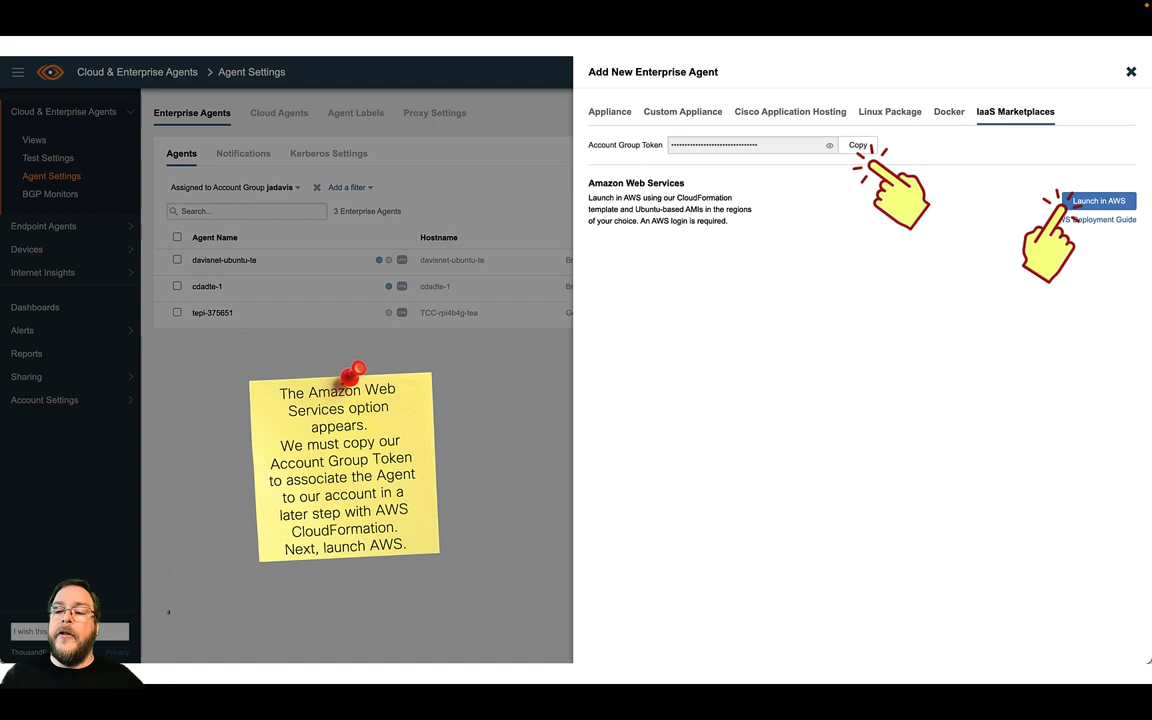 Cloud & Enterprise Agents > Agent Settings
Cloud & Enterprise Agents
Views
Test Settings
Agent Settings
BGP Monitors
Endpoint Agents
Devices
Internet Insights
Dashboards
Alerts
Reports
Sharing
Account Settings
I wish this
Privacy
Enterprise Agents Cloud Agents Agent Labels Proxy Settings
Agents Notifications Kerberos Settings
Assigned to Account Group jadavis Add a filter
Search... 3 Enterprise Agents
Agent Name Hostname
davisnet-ubuntu-te davisnet-ubuntu-te
cdadte-1 cdadte-1
tepi-375651 TCC-rpi4b4g-tea
The Amazon Web
Services option
appears.
We must copy our
Account Group Token
to associate the Agent
to our account in a
later step with AWS
CloudFormation.
Next, launch AWS.
Add New Enterprise Agent
Appliance Custom Appliance Cisco Application Hosting Linux Package Docker IaaS Marketplaces
Account Group Token Copy
Amazon Web Services
Launch in AWS using our CloudFormation
template and Ubuntu-based AMIs in the regions
of your choice. An AWS login is required.
Launch in AWS
Deployment Guide